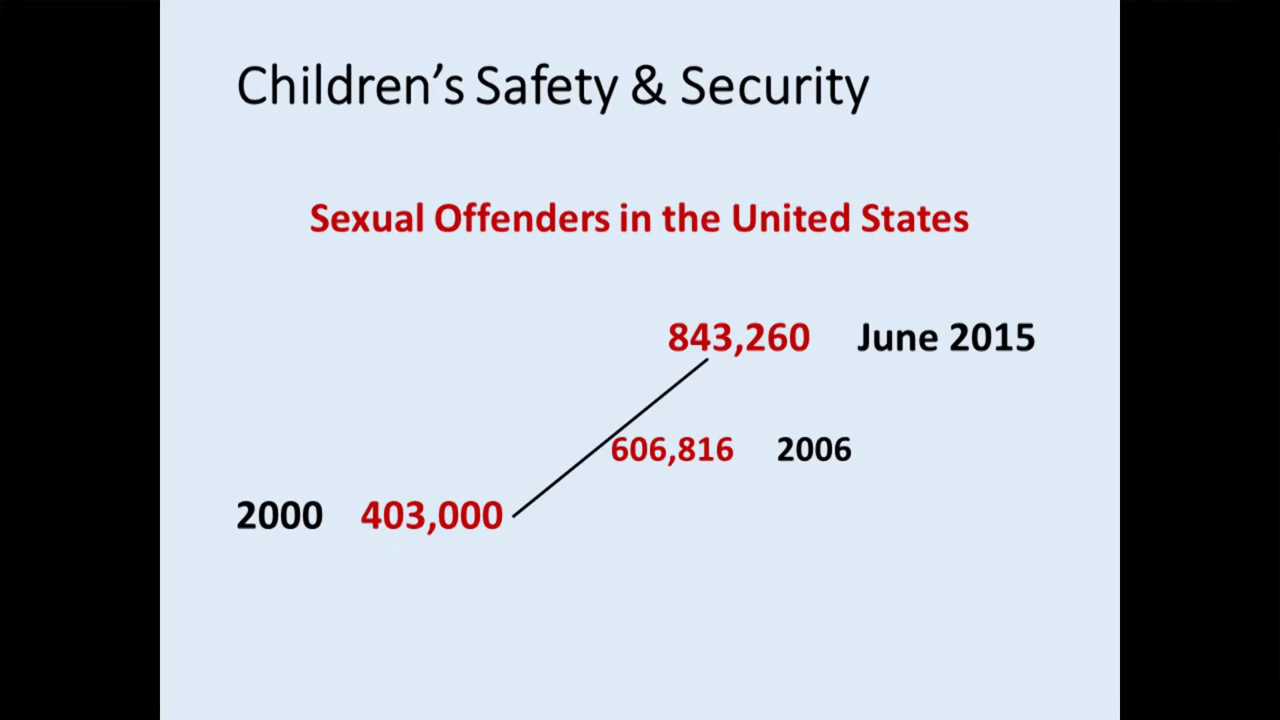 Children's Safety & Security
Sexual Offenders in the United States
843,260 June 2015
606,816 2006
2000 403,000